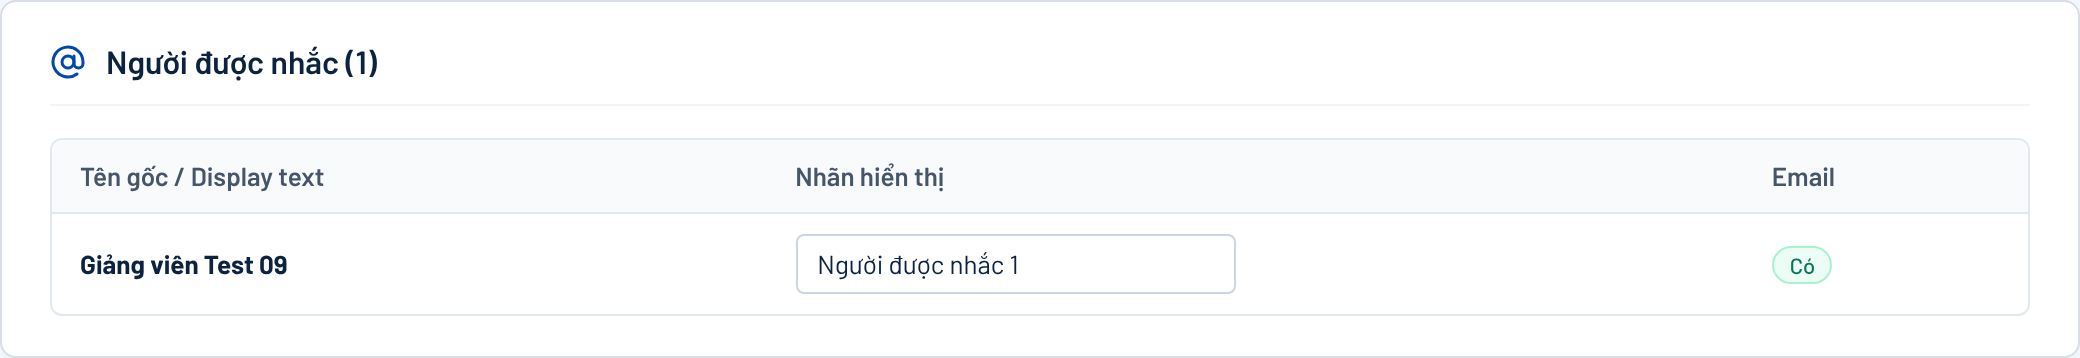 Người được nhắc (1)
Tên gốc / Display text Nhãn hiển thị Email
Giảng viên Test 09 Người được nhắc 1 Có